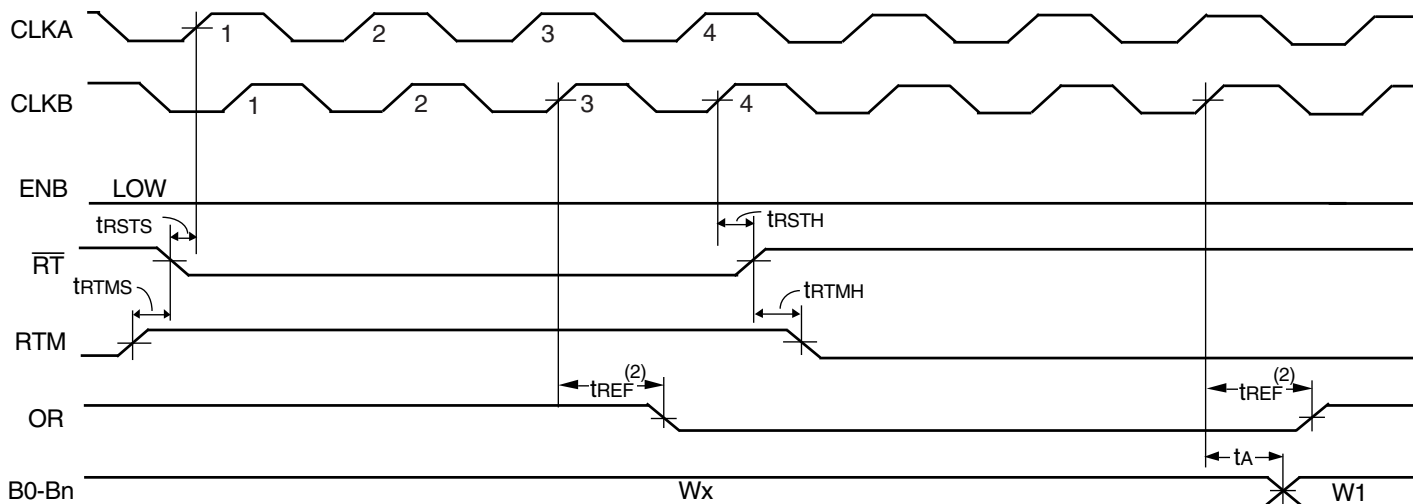 CLKA 1 2 3 4
CLKB 1 2 3 4
ENB LOW
tRSTS tRSTH
RT
tRTMS tRTMH
RTM
tREF(2) tREF(2)
OR
tA
B0-Bn Wx W1